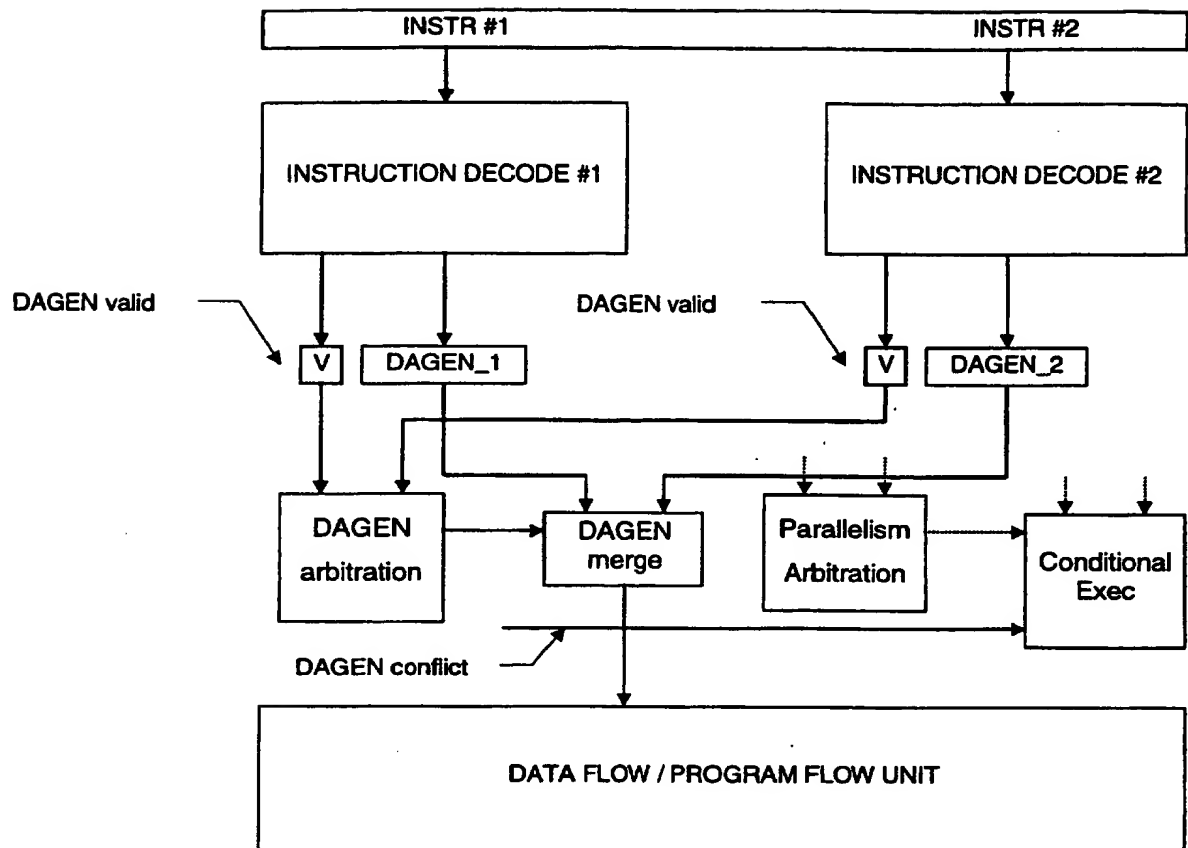 INSTR #1 INSTR #2
INSTRUCTION DECODE #1 INSTRUCTION DECODE #2
DAGEN valid DAGEN valid
V DAGEN_1 V DAGEN_2
DAGEN
arbitration
DAGEN
merge
Parallelism
Arbitration
Conditional
Exec
DAGEN conflict
DATA FLOW / PROGRAM FLOW UNIT